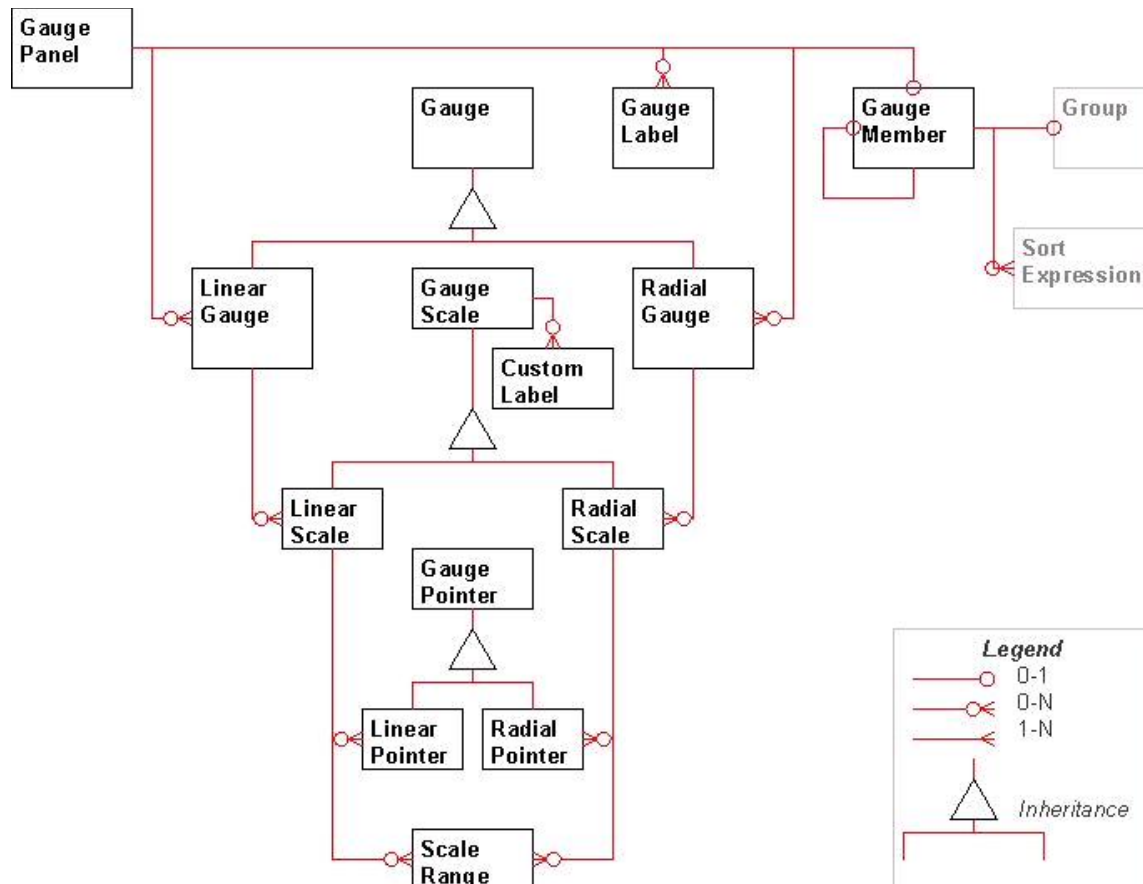 Gauge
Panel
Gauge
Gauge
Label
Gauge
Member
Group
Sort
Expression
Linear
Gauge
Gauge
Scale
Radial
Gauge
Custom
Label
Linear
Scale
Radial
Scale
Gauge
Pointer
Linear
Pointer
Radial
Pointer
Scale
Range
Legend
0-1
0-N
1-N
Inheritance